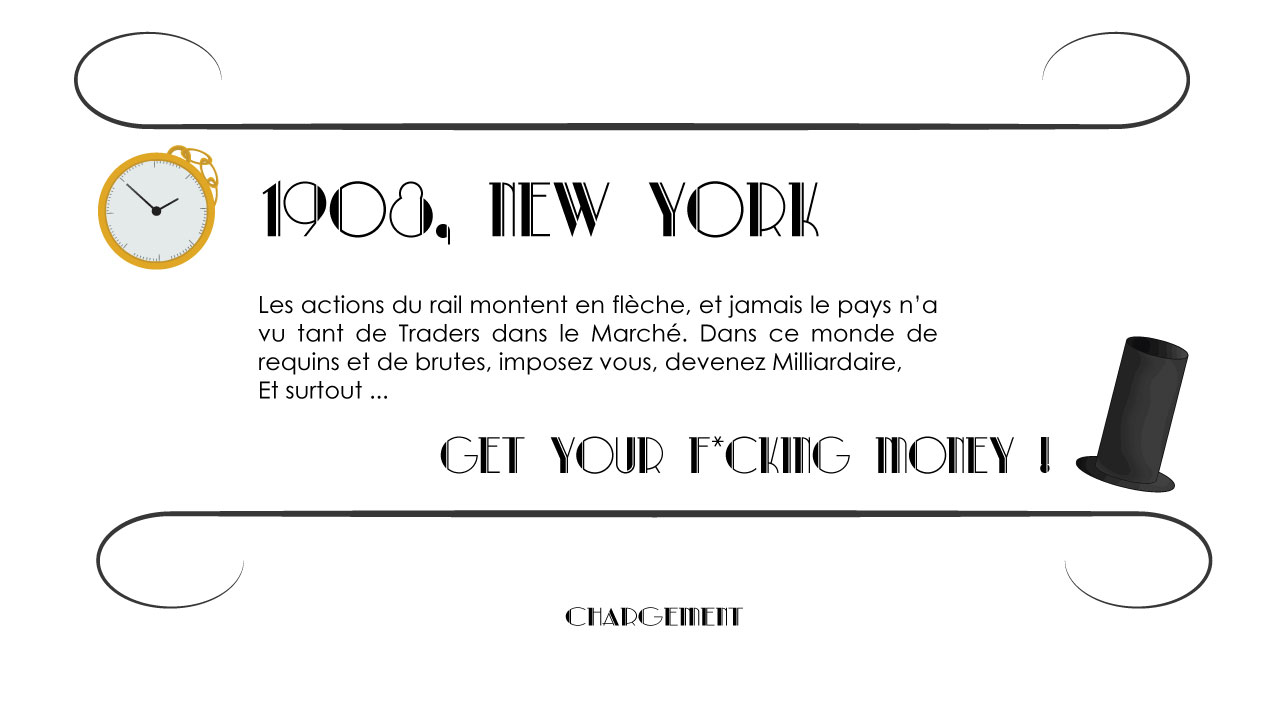 1908, NEW YORK
Les actions du rail montent en flèche, et jamais le pays n’a
vu tant de Traders dans le Marché. Dans ce monde de
requins et de brutes, imposez vous, devenez Milliardaire,
Et surtout ...
GET YOUR F*CKING MONEY !
CHARGEMENT